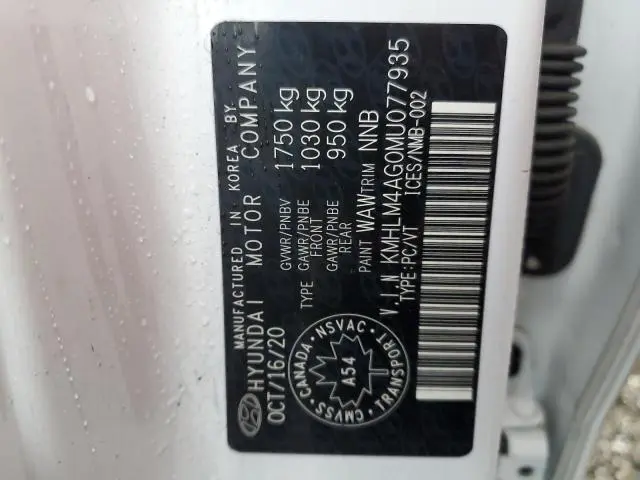 MANUFACTURED IN KOREA BY
HYUNDAI MOTOR COMPANY
OCT/16/20
GVWR/PNBV 1750 kg
TYPE GAWR/PNBE FRONT 1030 kg
GAWR/PNBE REAR 950 kg
PAINT WAW TRIM NNB
V.I.N KMHLM4AG0MU077935
TYPE:PC/VT ICES/NMB-002
CANADA · NSVAC · TRANSPORT · CMVSS ·
A54